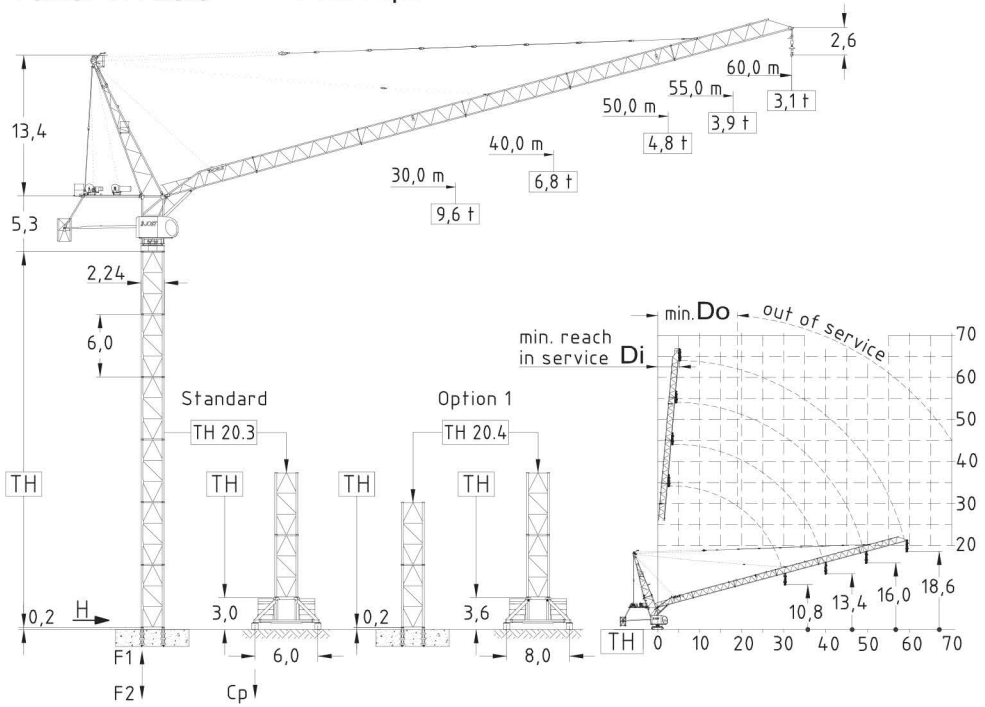 2,6
60,0 m
3,1 t
55,0 m
3,9 t
50,0 m
4,8 t
40,0 m
6,8 t
30,0 m
9,6 t
13,4
5,3
JOST
2,24
6,0
TH
0,2
H
F1
F2
Standard
TH 20.3
TH
3,0
6,0
Cp
Option 1
TH 20.4
TH
0,2
TH
3,6
8,0
min. Do
out of service
min. reach
in service Di
70
60
50
40
30
20
10,8
13,4
16,0
18,6
TH
0 10 20 30 40 50 60 70